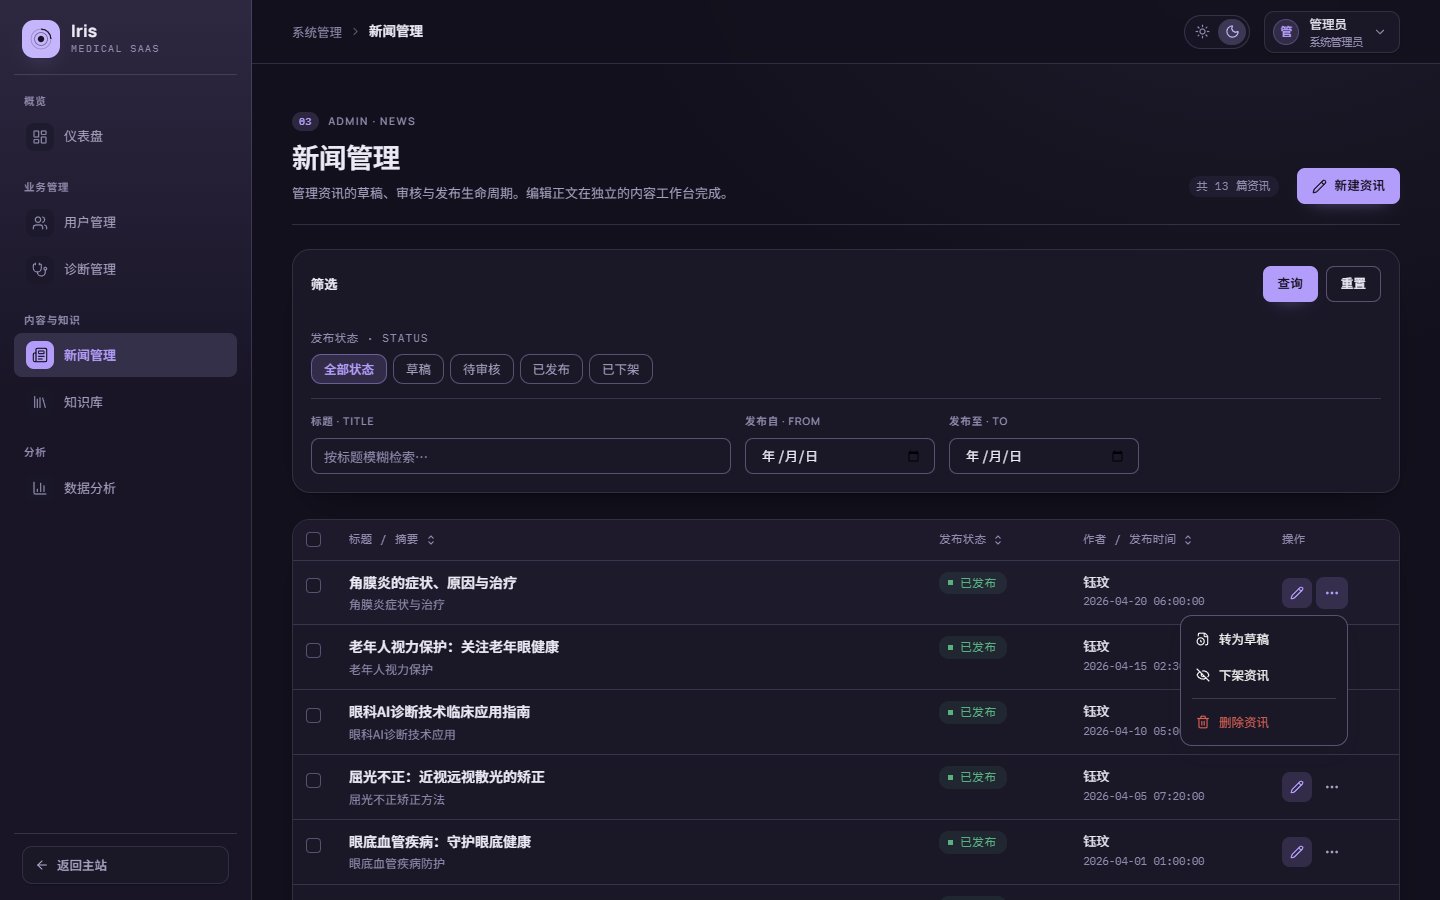 Iris
MEDICAL SAAS
概览
仪表盘
业务管理
用户管理
诊断管理
内容与知识
新闻管理
知识库
分析
数据分析
返回主站
系统管理 > 新闻管理
管 管理员
系统管理员
03 ADMIN · NEWS
新闻管理
管理资讯的草稿、审核与发布生命周期。编辑正文在独立的内容工作台完成。
共 13 篇资讯
新建资讯
筛选
查询 重置
发布状态 · STATUS
全部状态 草稿 待审核 已发布 已下架
标题 · TITLE 发布自 · FROM 发布至 · TO
按标题模糊检索… 年 /月/日 年 /月/日
标题 / 摘要 发布状态 作者 / 发布时间 操作
角膜炎的症状、原因与治疗 已发布 钰玟
角膜炎症状与治疗 2026-04-20 06:00:00
老年人视力保护：关注老年眼健康 已发布 钰玟
老年人视力保护 2026-04-15 02:3
眼科AI诊断技术临床应用指南 已发布 钰玟
眼科AI诊断技术应用 2026-04-10 05:0
转为草稿
下架资讯
删除资讯
屈光不正：近视远视散光的矫正 已发布 钰玟
屈光不正矫正方法 2026-04-05 07:20:00
眼底血管疾病：守护眼底健康 已发布 钰玟
眼底血管疾病防护 2026-04-01 01:00:00